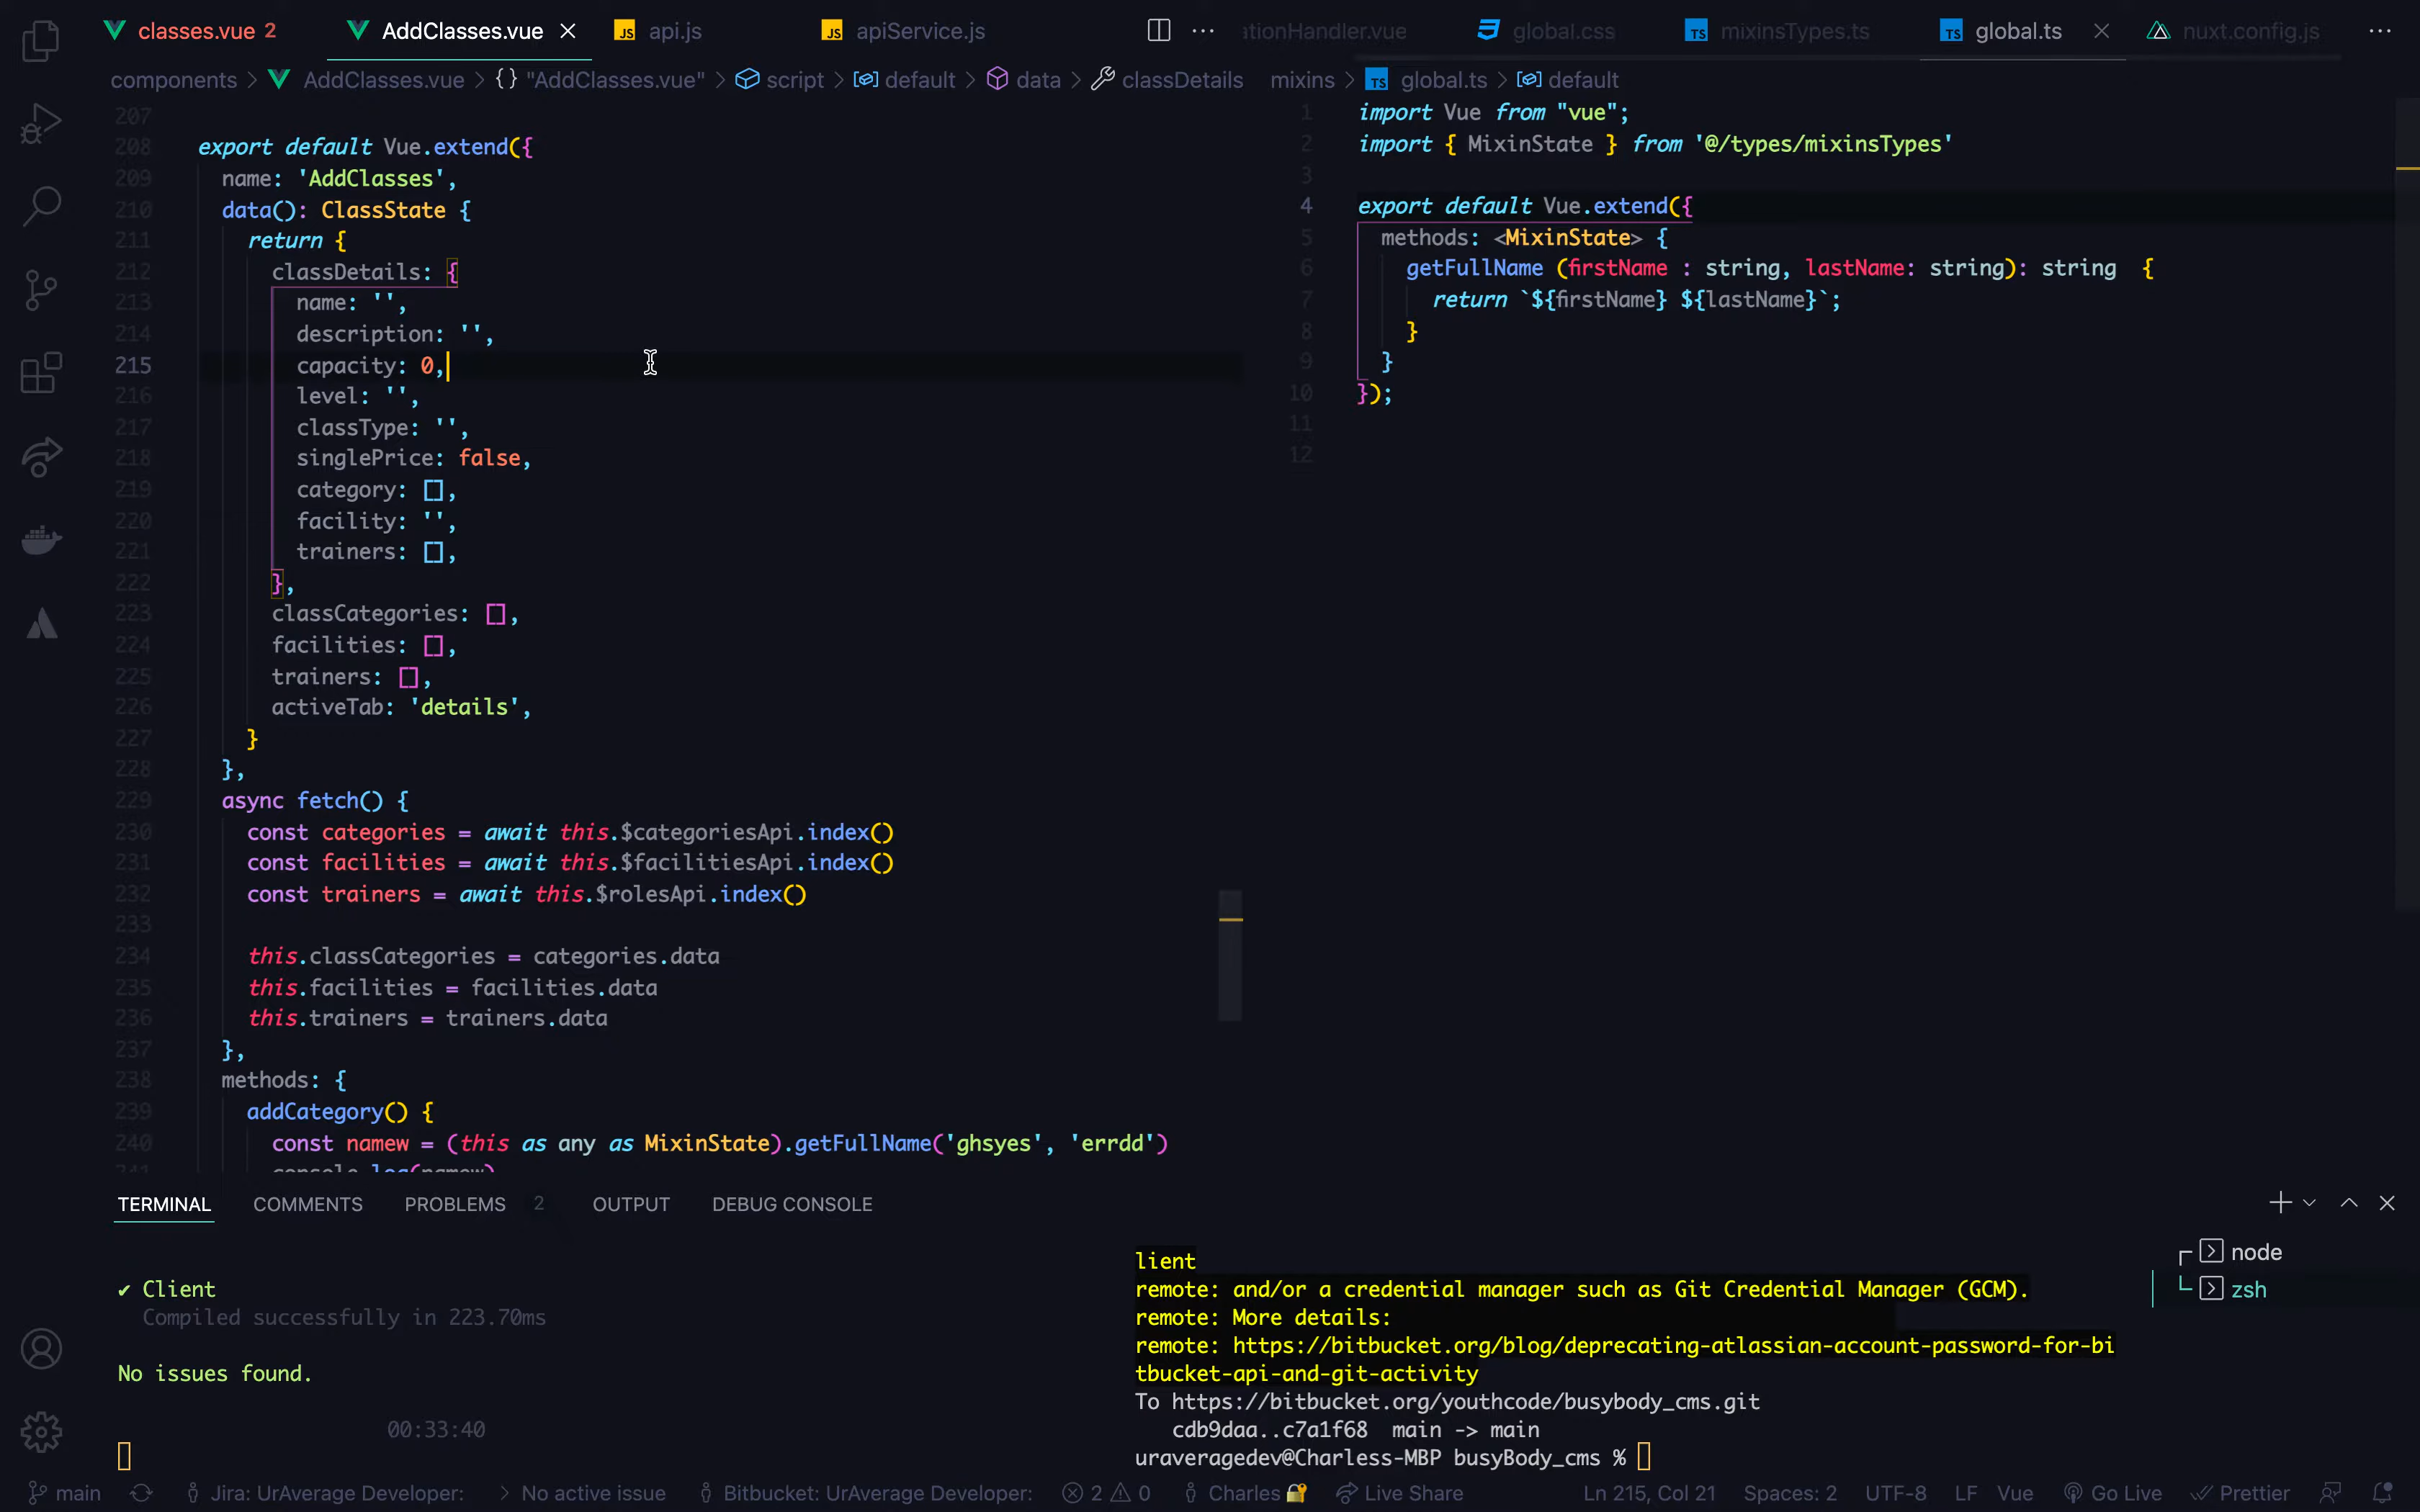 classes.vue 2
AddClasses.vue
JS api.js
JS apiService.js
ationHandler.vue
global.css
TS mixinsTypes.ts
TS global.ts
nuxt.config.js
components > AddClasses.vue > {} "AddClasses.vue" > script > default > data > classDetails
mixins > TS global.ts > default
207
208 export default Vue.extend({
209 name: 'AddClasses',
210 data(): ClassState {
211 return {
212 classDetails: {
213 name: '',
214 description: '',
215 capacity: 0,
216 level: '',
217 classType: '',
218 singlePrice: false,
219 category: [],
220 facility: '',
221 trainers: [],
222 },
223 classCategories: [],
224 facilities: [],
225 trainers: [],
226 activeTab: 'details',
227 }
228 },
229 async fetch() {
230 const categories = await this.$categoriesApi.index()
231 const facilities = await this.$facilitiesApi.index()
232 const trainers = await this.$rolesApi.index()
233
234 this.classCategories = categories.data
235 this.facilities = facilities.data
236 this.trainers = trainers.data
237 },
238 methods: {
239 addCategory() {
240 const namew = (this as any as MixinState).getFullName('ghsyes', 'errdd')
241 console.log(namew)
1 import Vue from "vue";
2 import { MixinState } from '@/types/mixinsTypes'
3
4 export default Vue.extend({
5 methods: <MixinState> {
6 getFullName (firstName : string, lastName: string): string {
7 return `${firstName} ${lastName}`;
8 }
9 }
10 });
11
12
TERMINAL
COMMENTS
PROBLEMS 2
OUTPUT
DEBUG CONSOLE
✔ Client
Compiled successfully in 223.70ms
No issues found.
00:33:40
lient
remote: and/or a credential manager such as Git Credential Manager (GCM).
remote: More details:
remote: https://bitbucket.org/blog/deprecating-atlassian-account-password-for-bi
tbucket-api-and-git-activity
To https://bitbucket.org/youthcode/busybody_cms.git
cdb9daa..c7a1f68 main -> main
uraveragedev@Charless-MBP busyBody_cms %
node
zsh
main
Jira: UrAverage Developer:
> No active issue
Bitbucket: UrAverage Developer:
2
0
Charles
Live Share
Ln 215, Col 21
Spaces: 2
UTF-8
LF
Vue
Go Live
Prettier